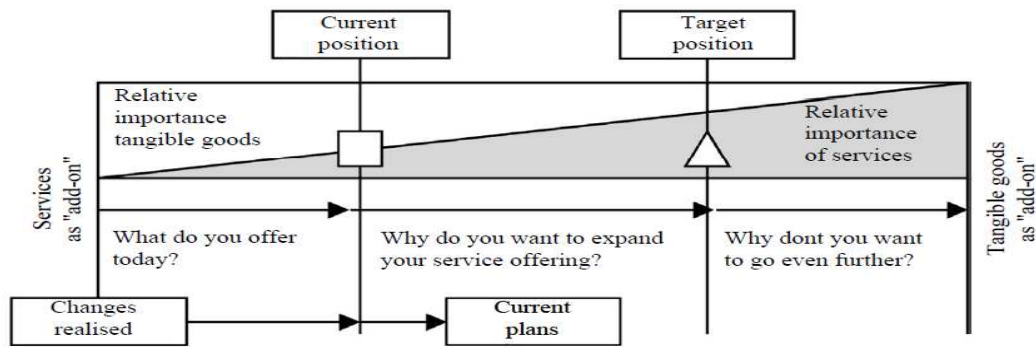 Current
position
Target
position
Relative
importance
tangible goods
Relative
importance
of services
Services
as "add-on"
Tangible goods
as "add-on"
What do you offer
today?
Why do you want to expand
your service offering?
Why dont you want
to go even further?
Changes
realised
Current
plans